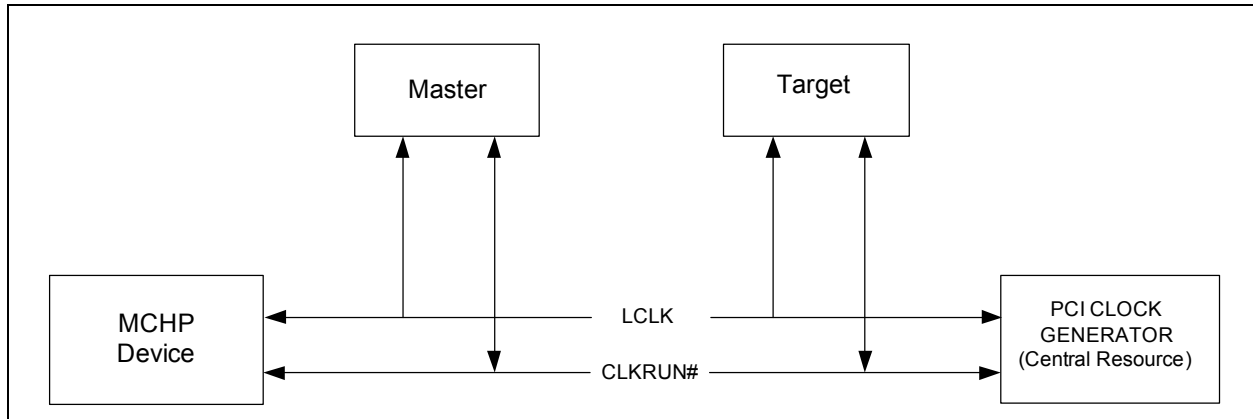 Master
Target
MCHP
Device
LCLK
CLKRUN#
PCI CLOCK
GENERATOR
(Central Resource)